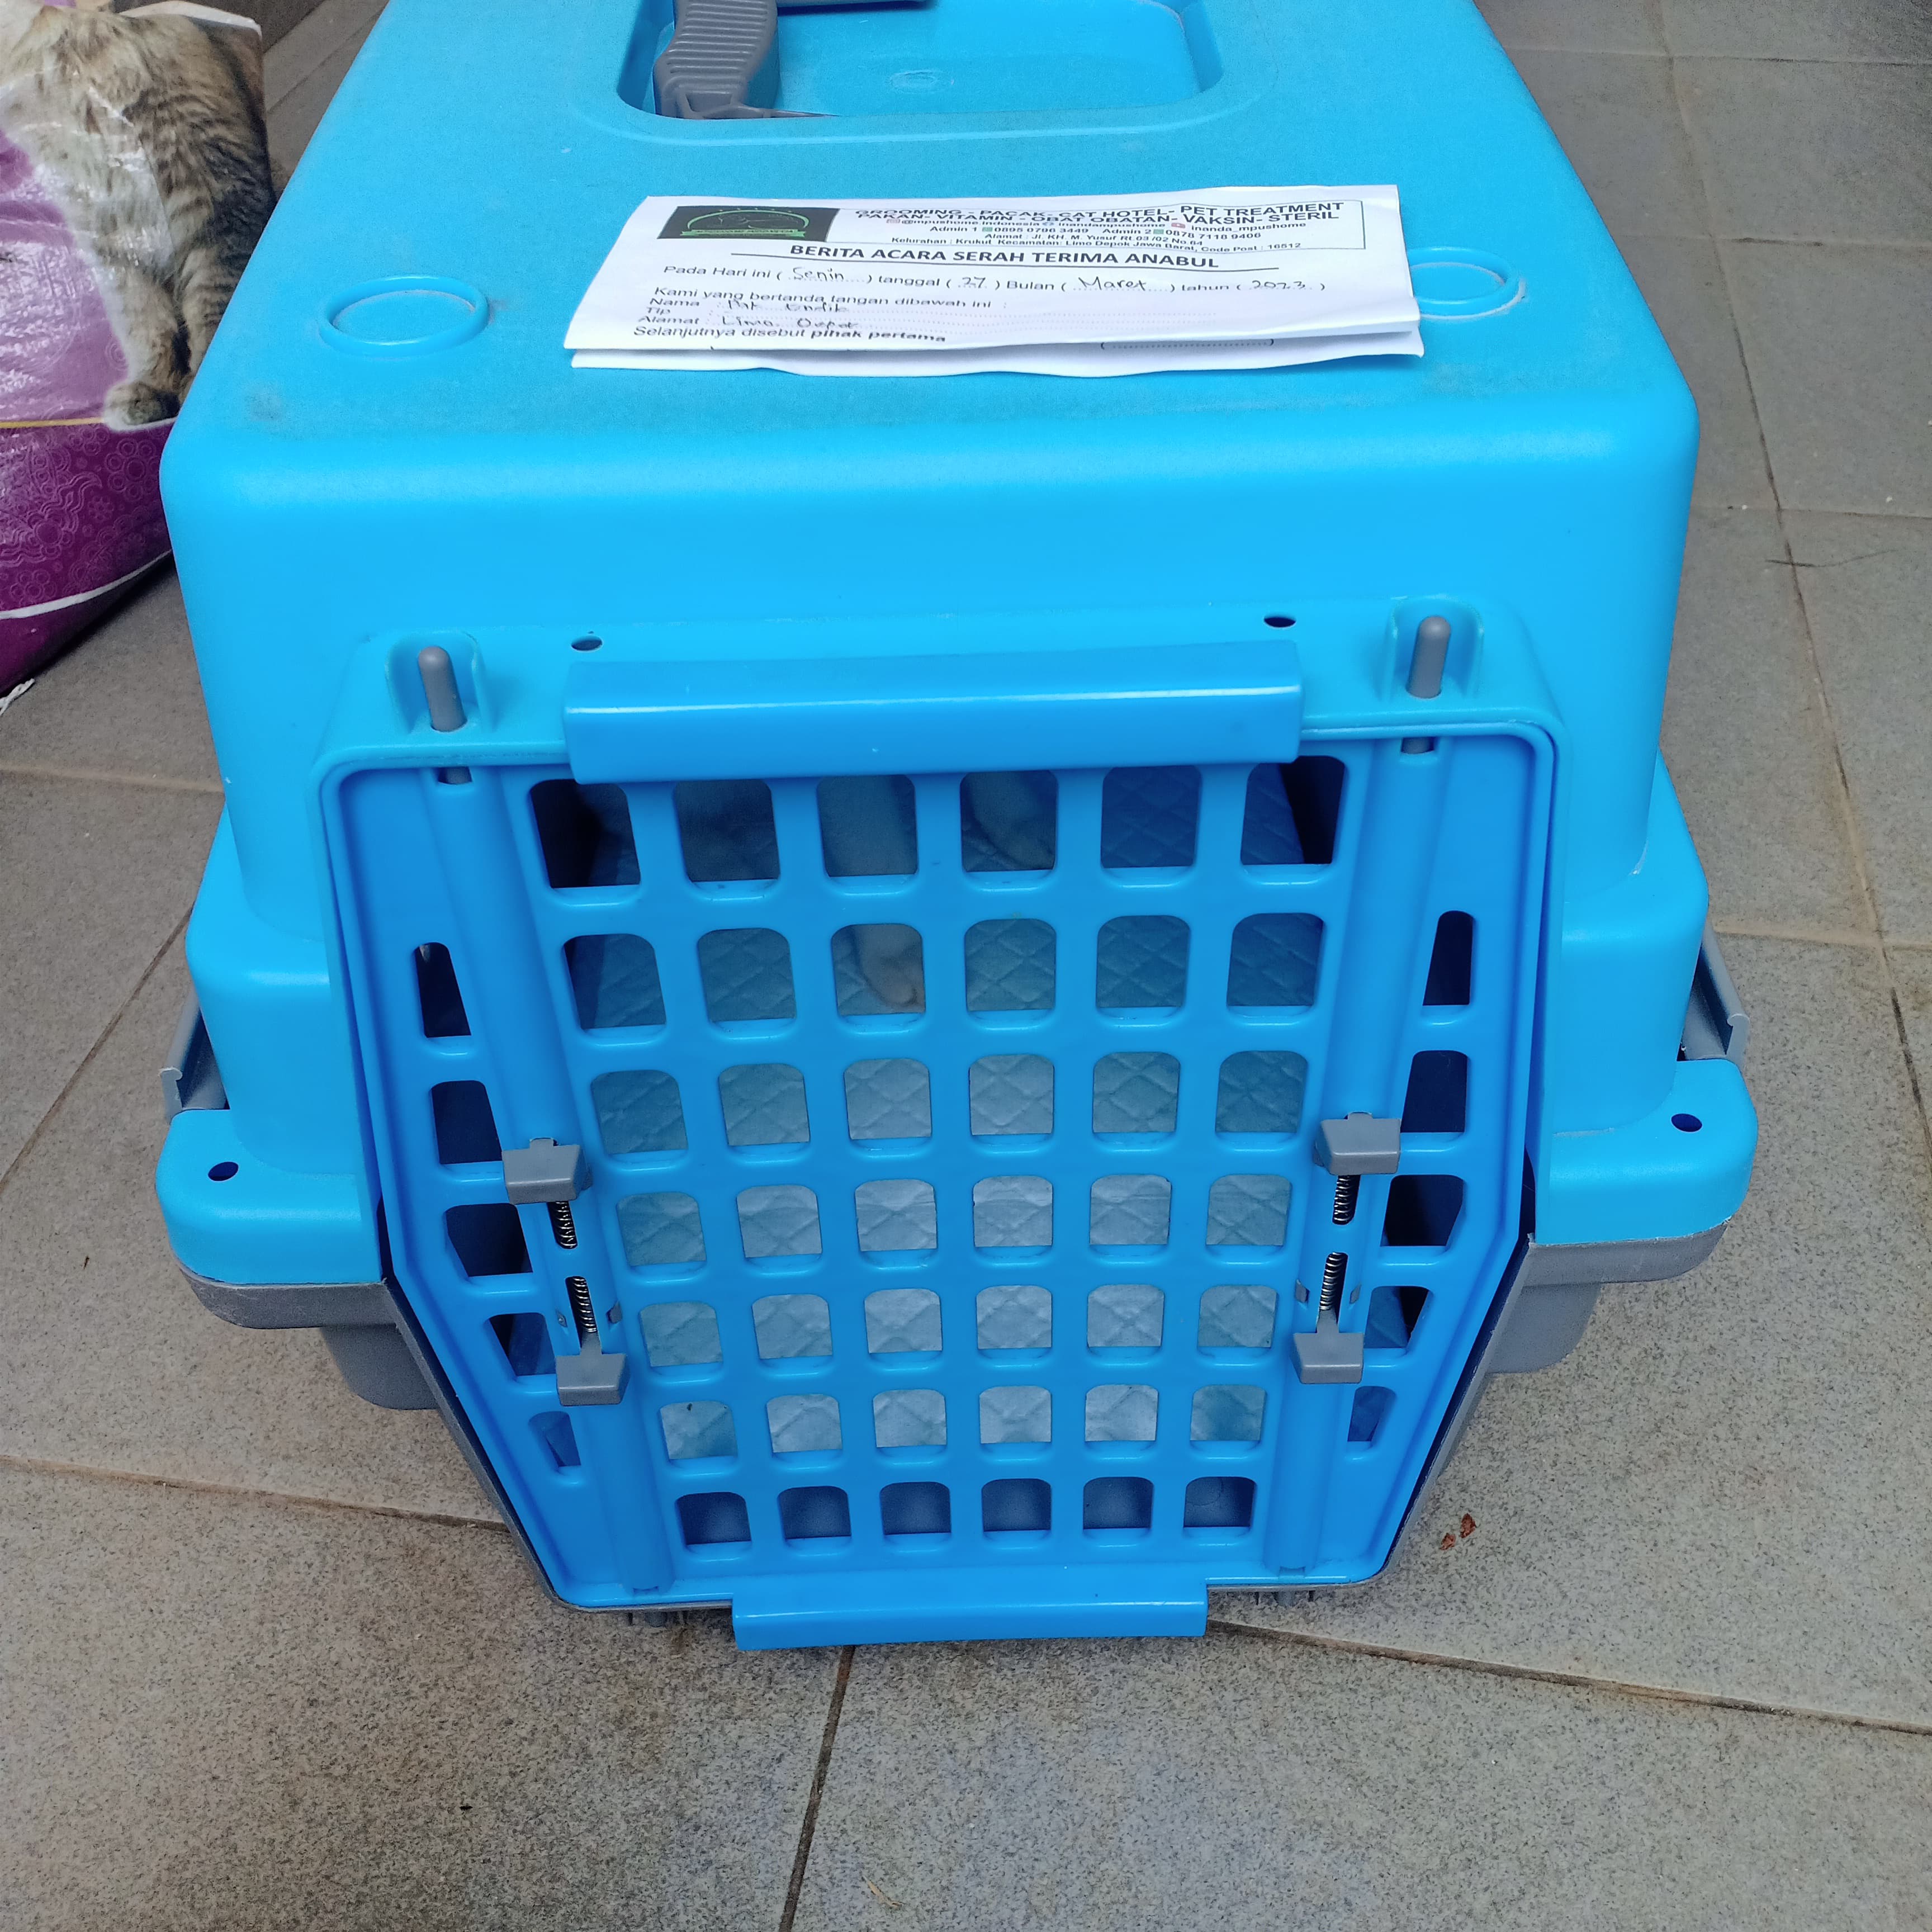 GROOMING - PACAK- CAT HOTEL- PET TREATMENT
PAKAN- VITAMIN - OBAT OBATAN- VAKSIN- STERIL
@mpushome indonesia inandampushome inanda_mpushome
Admin 1 0895 0796 3449 Admin 2 0878 7118 9400
Alamat : Jl. KH. M. Yusuf Rt 03 /02 No 64
Kelurahan : Krukut Kecamatan: Limo Depok Jawa Barat, Code Post : 16512
BERITA ACARA SERAH TERIMA ANABUL
Pada Hari ini ( Senin ) tanggal ( 27 ) Bulan ( Maret ) tahun ( 2023 )
Kami yang bertanda tangan dibawah ini :
Nama : Pak Endik
Tlp :
Alamat : Limo Depok
Selanjutnya disebut pihak pertama